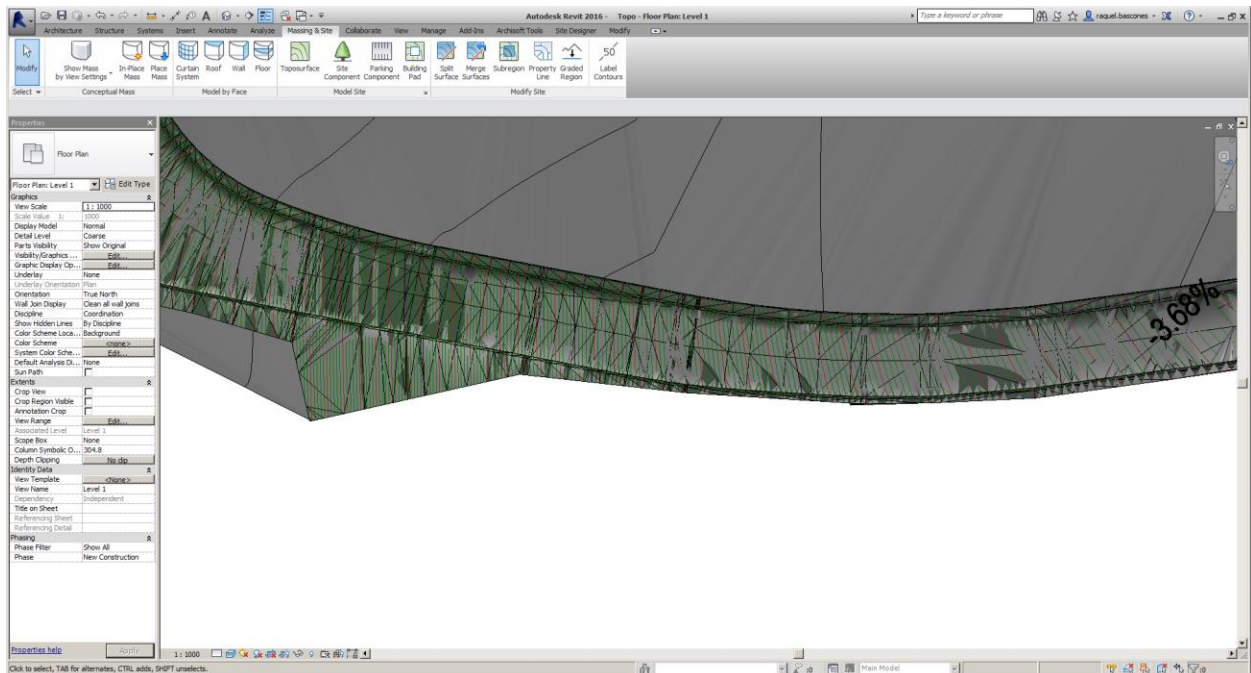 Autodesk Revit 2016 - Topo - Floor Plan: Level 1
Type a keyword or phrase
raquel.bascones
Architecture Structure Systems Insert Annotate Analyze Massing & Site Collaborate View Manage Add-Ins Archisoft Tools Site Designer Modify
Modify
Show Mass
by View Settings
In-Place
Mass
Place
Mass
Curtain
System
Roof
Wall
Floor
Toposurface
Site
Component
Parking
Component
Building
Pad
Split
Surface
Merge
Surfaces
Subregion
Property
Line
Graded
Region
Label
Contours
Select
Conceptual Mass
Model by Face
Model Site
Modify Site
Properties
Floor Plan
Floor Plan: Level 1
Edit Type
Graphics
View Scale 1 : 1000
Scale Value 1: 1000
Display Model Normal
Detail Level Coarse
Parts Visibility Show Original
Visibility/Graphics ... Edit...
Graphic Display Op... Edit...
Underlay None
Underlay Orientation Plan
Orientation True North
Wall Join Display Clean all wall joins
Discipline Coordination
Show Hidden Lines By Discipline
Color Scheme Loca... Background
Color Scheme <none>
System Color Sche... Edit...
Default Analysis Di... None
Sun Path
Extents
Crop View
Crop Region Visible
Annotation Crop
View Range Edit...
Associated Level Level 1
Scope Box None
Column Symbolic O... 304.8
Depth Clipping No clip
Identity Data
View Template <None>
View Name Level 1
Dependency Independent
Title on Sheet
Referencing Sheet
Referencing Detail
Phasing
Phase Filter Show All
Phase New Construction
-3.68%
Properties help
Apply
1 : 1000
Click to select, TAB for alternates, CTRL adds, SHIFT unselects.
:0
Main Model
:0